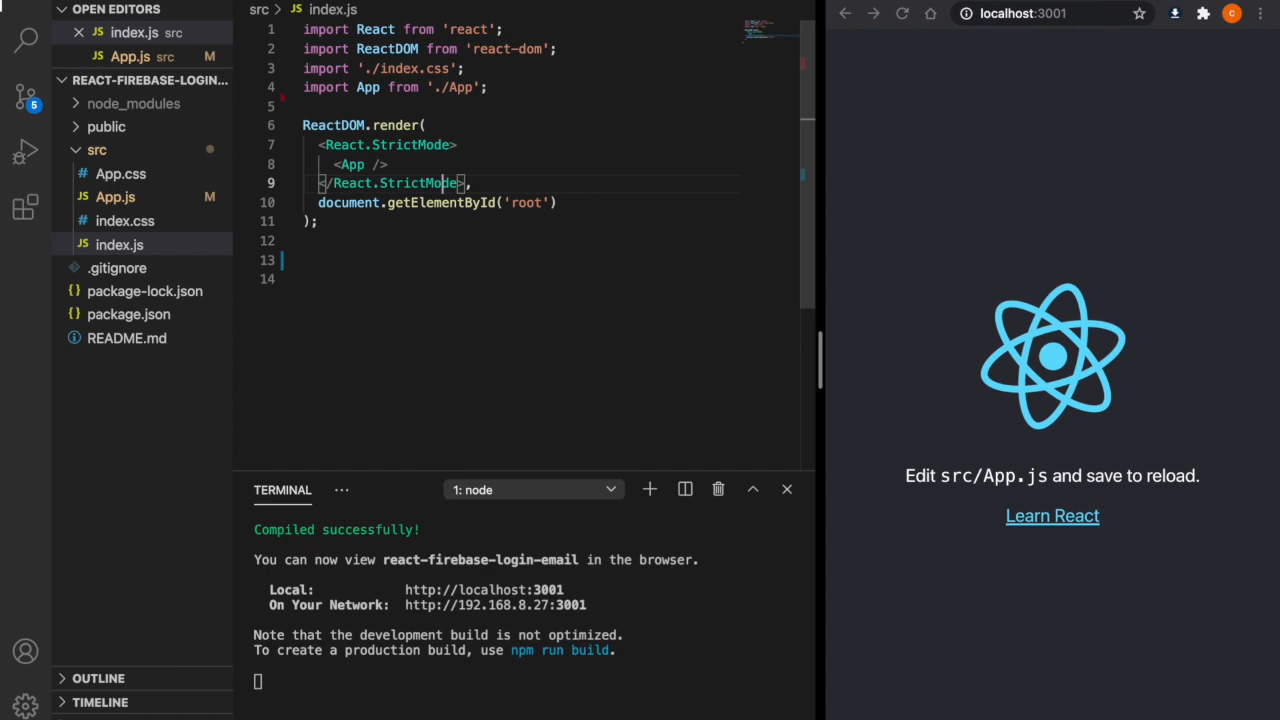 OPEN EDITORS
index.js src
App.js src M
REACT-FIREBASE-LOGIN...
node_modules
public
src
# App.css
JS App.js M
# index.css
JS index.js
.gitignore
{} package-lock.json
{} package.json
README.md
OUTLINE
TIMELINE
5
src > JS index.js
1 import React from 'react';
2 import ReactDOM from 'react-dom';
3 import './index.css';
4 import App from './App';
5
6 ReactDOM.render(
7 <React.StrictMode>
8 <App />
9 </React.StrictMode>,
10 document.getElementById('root')
11 );
12
13
14
TERMINAL ... 1: node
Compiled successfully!
You can now view react-firebase-login-email in the browser.
Local: http://localhost:3001
On Your Network: http://192.168.8.27:3001
Note that the development build is not optimized.
To create a production build, use npm run build.
localhost:3001
C
Edit src/App.js and save to reload.
Learn React